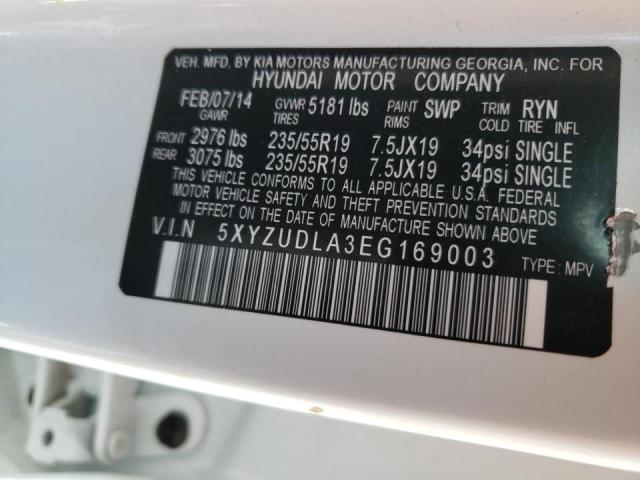 VEH. MFD. BY KIA MOTORS MANUFACTURING GEORGIA, INC. FOR
HYUNDAI MOTOR COMPANY
FEB/07/14 GVWR 5181 lbs PAINT SWP TRIM RYN
GAWR TIRES RIMS COLD TIRE INFL
FRONT 2976 lbs 235/55R19 7.5JX19 34psi SINGLE
REAR 3075 lbs 235/55R19 7.5JX19 34psi SINGLE
THIS VEHICLE CONFORMS TO ALL APPLICABLE U.S.A. FEDERAL
MOTOR VEHICLE SAFETY AND THEFT PREVENTION STANDARDS
IN EFFECT ON THE DATE OF MANUFACTURE SHOWN ABOVE
V.I.N 5XYZUDLA3EG169003 TYPE: MPV